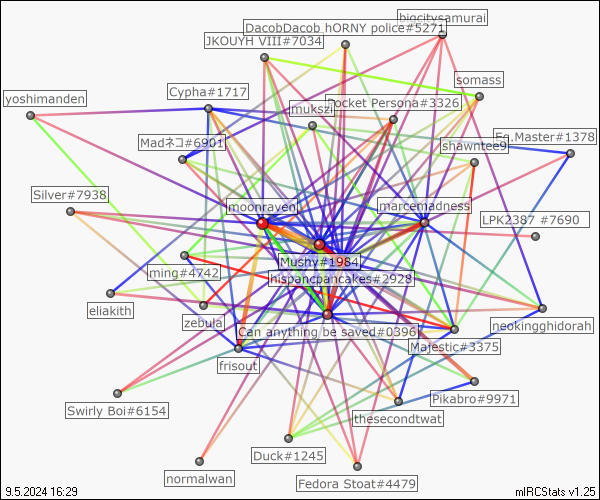 bigcitysamurai
DacobDacob hORNY police#5271
JKOUYH VIII#7034
somass
Cypha#1717
yoshimanden
mukszi
Pocket Persona#3326
Madネコ#6901
Eg,Master#1378
shawntee9
Silver#7938
moonraven
marcemadness
LPK2387 #7690
Mushy#1984
ming#4742
hispancpancakes#2928
eliakith
zebula
Can anything be saved#0396
neokingghidorah
Majestic#3375
frisout
Pikabro#9971
Swirly Boi#6154
thesecondtwat
Duck#1245
normalwan
Fedora Stoat#4479
9.5.2024 16:29
mIRCStats v1.25